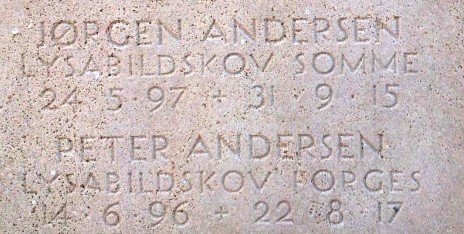 JØRGEN ANDERSEN
LYSABILDSKOV SOMME
24 · 5 · 97 + 31 · 9 · 15
PETER ANDERSEN
LYSABILDSKOV FORGES
14 · 6 · 96 + 22 · 8 · 17